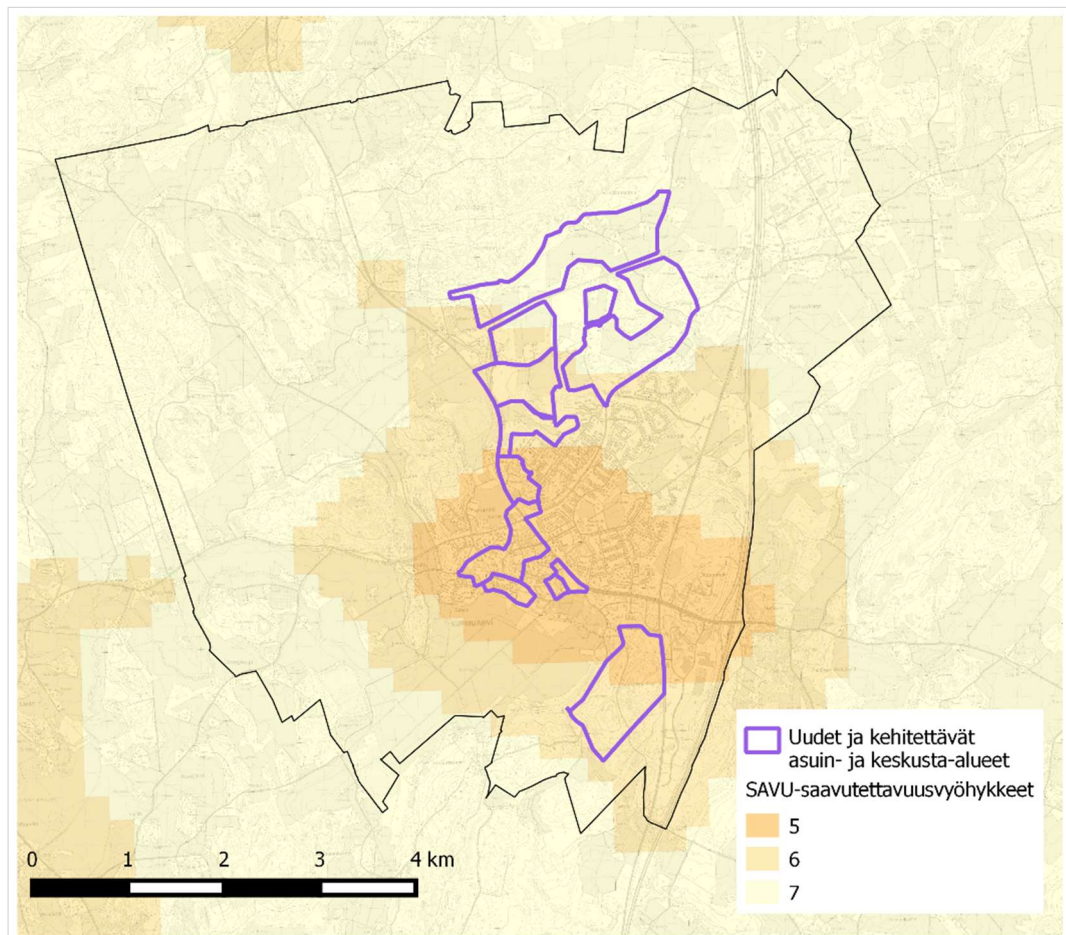 Uudet ja kehitettävät
asuin- ja keskusta-alueet
SAVU-saavutettavuusvyöhykkeet
5
6
7
0 1 2 3 4 km